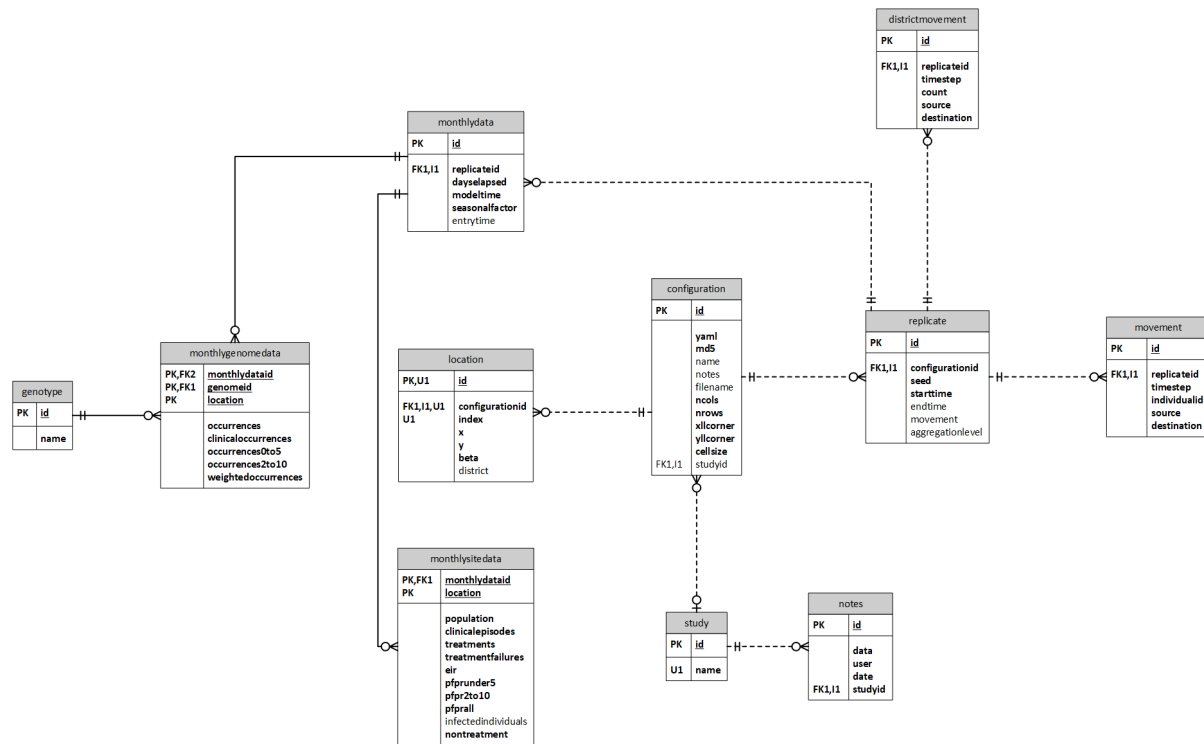 districtmovement
PK id
FK1,I1 replicateid
timestep
count
source
destination
monthlydata
PK id
FK1,I1 replicateid
dayselapsed
modeltime
seasonalfactor
entrytime
configuration
PK id
yaml
md5
name
notes
filename
ncols
nrows
xllcorner
yllcorner
cellsize
FK1,I1 studyid
replicate
PK id
FK1,I1 configurationid
seed
starttime
endtime
movement
aggregationlevel
movement
PK id
FK1,I1 replicateid
timestep
individualid
source
destination
monthlygenomedata
PK,FK2 monthlydataid
PK,FK1 genomeid
PK location
occurrences
clinicaloccurrences
occurrences0to5
occurrences2to10
weightedoccurrences
location
PK,U1 id
FK1,I1,U1 configurationid
U1 index
x
y
beta
district
genotype
PK id
name
monthlysitedata
PK,FK1 monthlydataid
PK location
population
clinicalepisodes
treatments
treatmentfailures
eir
pfprunder5
pfpr2to10
pfprall
infectedindividuals
nontreatment
study
PK id
U1 name
notes
PK id
data
user
date
FK1,I1 studyid